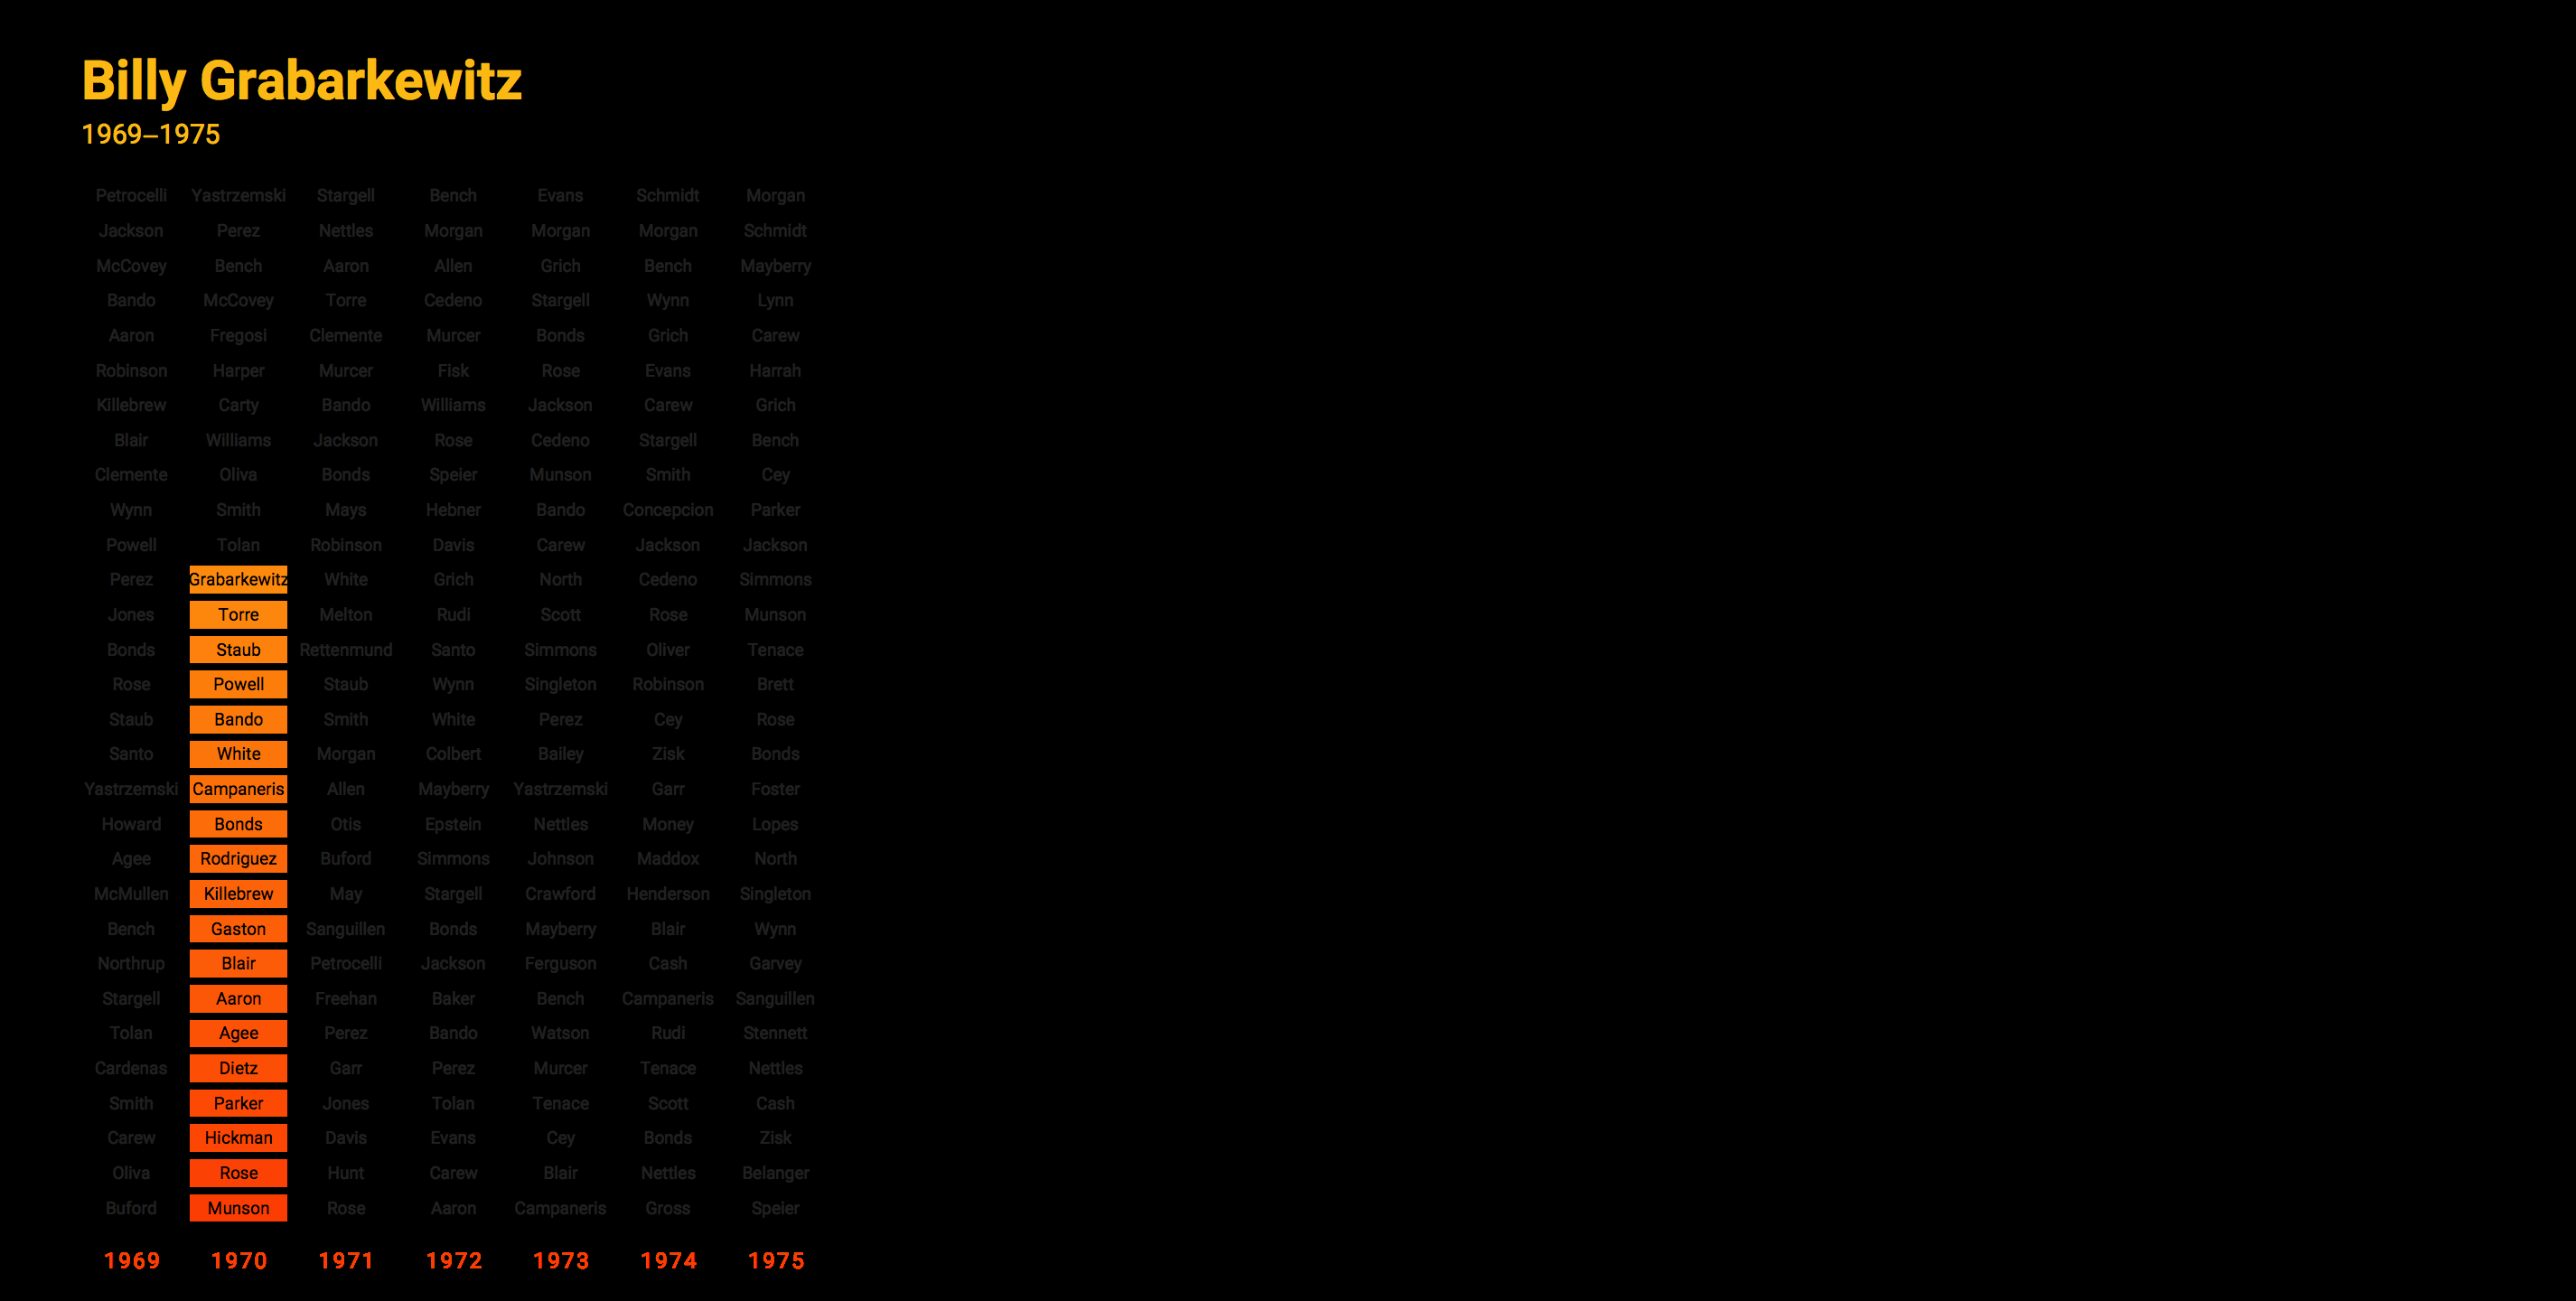 Billy Grabarkewitz
1969–1975
Petrocelli Yastrzemski Stargell Bench Evans Schmidt Morgan
Jackson Perez Nettles Morgan Morgan Morgan Schmidt
McCovey Bench Aaron Allen Grich Bench Mayberry
Bando McCovey Torre Cedeno Stargell Wynn Lynn
Aaron Fregosi Clemente Murcer Bonds Grich Carew
Robinson Harper Murcer Fisk Rose Evans Harrah
Killebrew Carty Bando Williams Jackson Carew Grich
Blair Williams Jackson Rose Cedeno Stargell Bench
Clemente Oliva Bonds Speier Munson Smith Cey
Wynn Smith Mays Hebner Bando Concepcion Parker
Powell Tolan Robinson Davis Carew Jackson Jackson
Perez Grabarkewitz White Grich North Cedeno Simmons
Jones Torre Melton Rudi Scott Rose Munson
Bonds Staub Rettenmund Santo Simmons Oliver Tenace
Rose Powell Staub Wynn Singleton Robinson Brett
Staub Bando Smith White Perez Cey Rose
Santo White Morgan Colbert Bailey Zisk Bonds
Yastrzemski Campaneris Allen Mayberry Yastrzemski Garr Foster
Howard Bonds Otis Epstein Nettles Money Lopes
Agee Rodriguez Buford Simmons Johnson Maddox North
McMullen Killebrew May Stargell Crawford Henderson Singleton
Bench Gaston Sanguillen Bonds Mayberry Blair Wynn
Northrup Blair Petrocelli Jackson Ferguson Cash Garvey
Stargell Aaron Freehan Baker Bench Campaneris Sanguillen
Tolan Agee Perez Bando Watson Rudi Stennett
Cardenas Dietz Garr Perez Murcer Tenace Nettles
Smith Parker Jones Tolan Tenace Scott Cash
Carew Hickman Davis Evans Cey Bonds Zisk
Oliva Rose Hunt Carew Blair Nettles Belanger
Buford Munson Rose Aaron Campaneris Gross Speier
1969 1970 1971 1972 1973 1974 1975